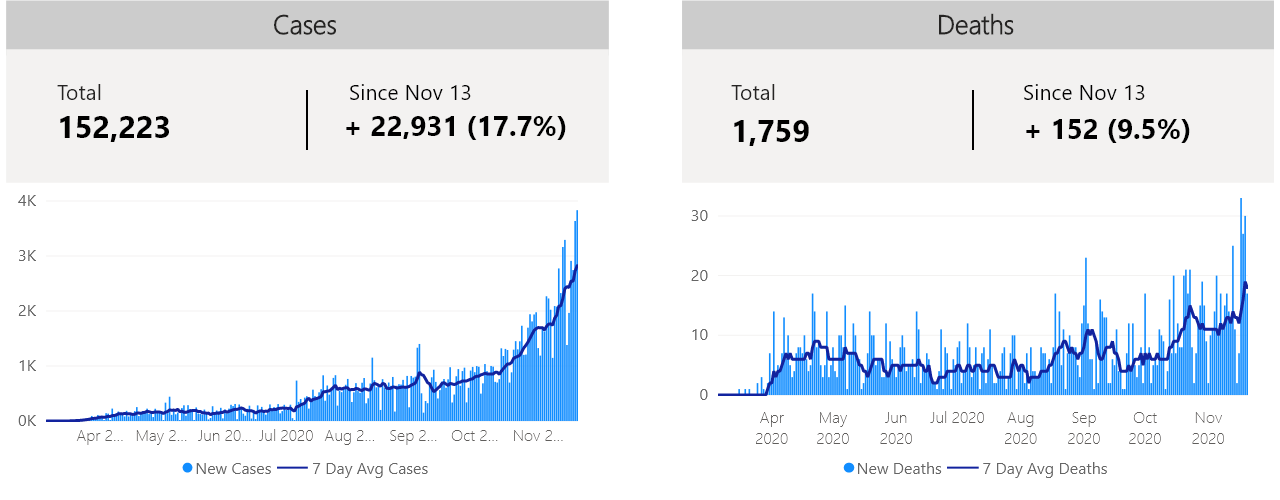 Cases
Total
Since Nov 13
152,223
+ 22,931 (17.7%)
4K
3K
2K
1K
0K
Apr 2... May 2... Jun 20... Jul 2020 Aug 2... Sep 2... Oct 2... Nov 2...
New Cases 7 Day Avg Cases
Deaths
Total
Since Nov 13
1,759
+ 152 (9.5%)
30
20
10
0
Apr May Jun Jul 2020 Aug Sep Oct Nov
2020 2020 2020 2020 2020 2020 2020
New Deaths 7 Day Avg Deaths